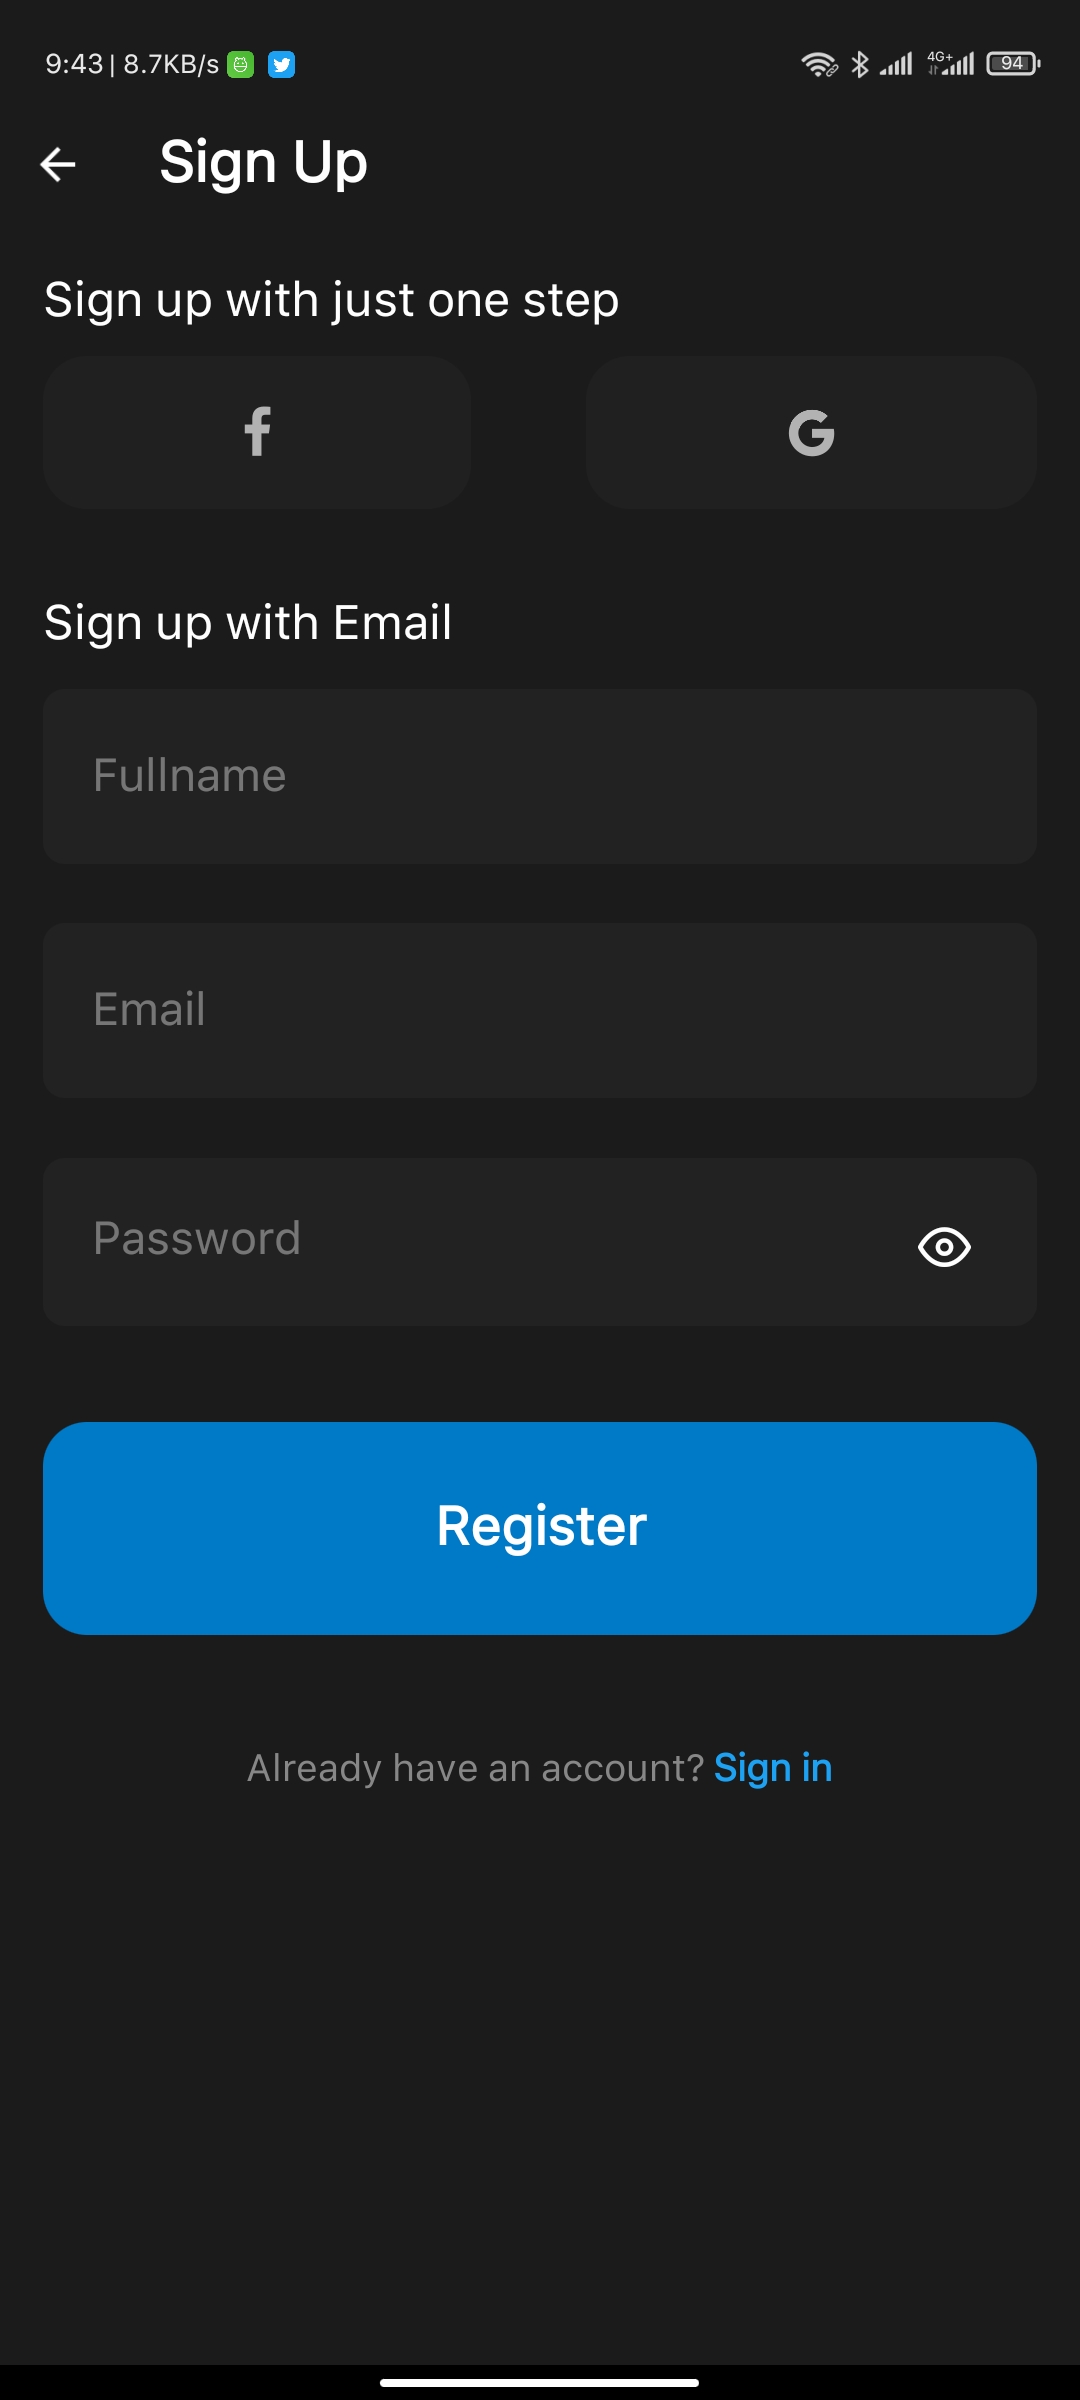 9:43 | 8.7KB/s 4G+ 94
Sign Up
Sign up with just one step
Sign up with Email
Fullname
Email
Password
Register
Already have an account? Sign in